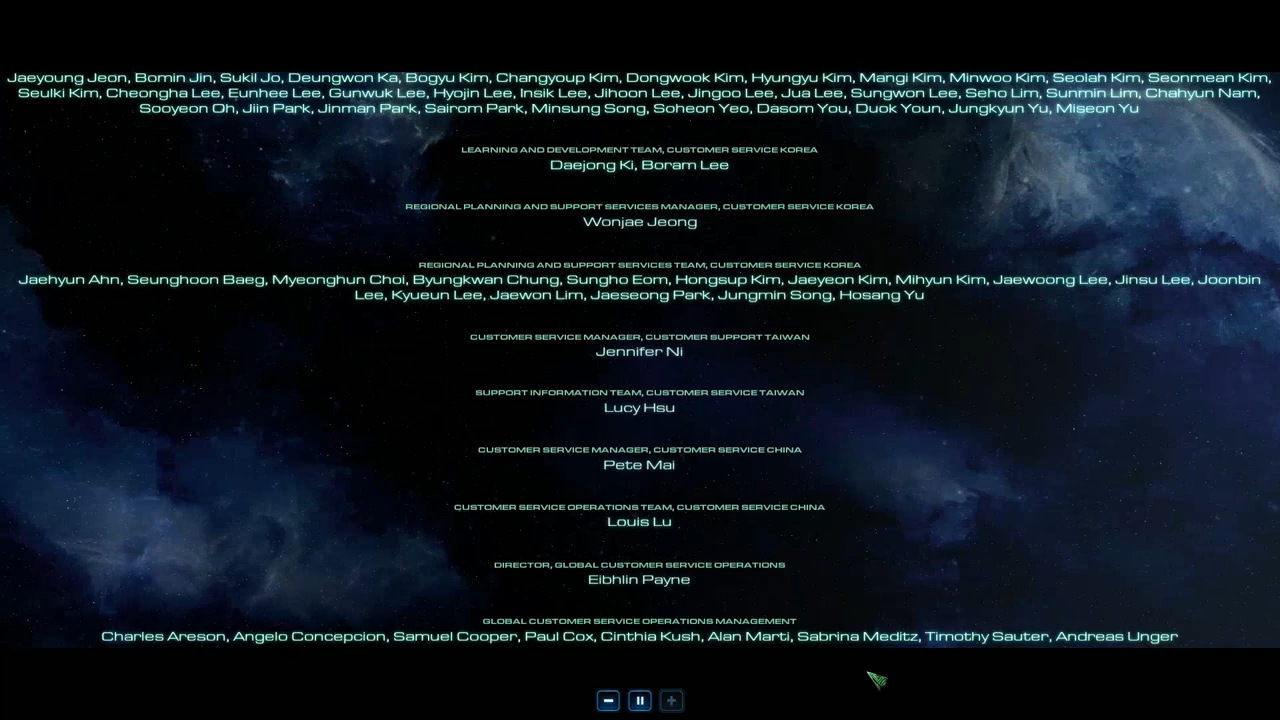 Jaeyoung Jeon, Bomin Jin, Sukil Jo, Deungwon Ka, Bogyu Kim, Changyoup Kim, Dongwook Kim, Hyungyu Kim, Mangi Kim, Minwoo Kim, Seolah Kim, Seonmean Kim,
Seulki Kim, Cheongha Lee, Eunhee Lee, Gunwuk Lee, Hyojin Lee, Insik Lee, Jihoon Lee, Jingoo Lee, Jua Lee, Sungwon Lee, Seho Lim, Sunmin Lim, Chahyun Nam,
Sooyeon Oh, Jiin Park, Jinman Park, Sairom Park, Minsung Song, Soheon Yeo, Dasom You, Duok Youn, Jungkyun Yu, Miseon Yu
LEARNING AND DEVELOPMENT TEAM, CUSTOMER SERVICE KOREA
Daejong Ki, Boram Lee
REGIONAL PLANNING AND SUPPORT SERVICES MANAGER, CUSTOMER SERVICE KOREA
Wonjae Jeong
REGIONAL PLANNING AND SUPPORT SERVICES TEAM, CUSTOMER SERVICE KOREA
Jaehyun Ahn, Seunghoon Baeg, Myeonghun Choi, Byungkwan Chung, Sungho Eom, Hongsup Kim, Jaeyeon Kim, Mihyun Kim, Jaewoong Lee, Jinsu Lee, Joonbin
Lee, Kyueun Lee, Jaewon Lim, Jaeseong Park, Jungmin Song, Hosang Yu
CUSTOMER SERVICE MANAGER, CUSTOMER SUPPORT TAIWAN
Jennifer Ni
SUPPORT INFORMATION TEAM, CUSTOMER SERVICE TAIWAN
Lucy Hsu
CUSTOMER SERVICE MANAGER, CUSTOMER SERVICE CHINA
Pete Mai
CUSTOMER SERVICE OPERATIONS TEAM, CUSTOMER SERVICE CHINA
Louis Lu
DIRECTOR, GLOBAL CUSTOMER SERVICE OPERATIONS
Eibhlin Payne
GLOBAL CUSTOMER SERVICE OPERATIONS MANAGEMENT
Charles Areson, Angelo Concepcion, Samuel Cooper, Paul Cox, Cinthia Kush, Alan Marti, Sabrina Meditz, Timothy Sauter, Andreas Unger